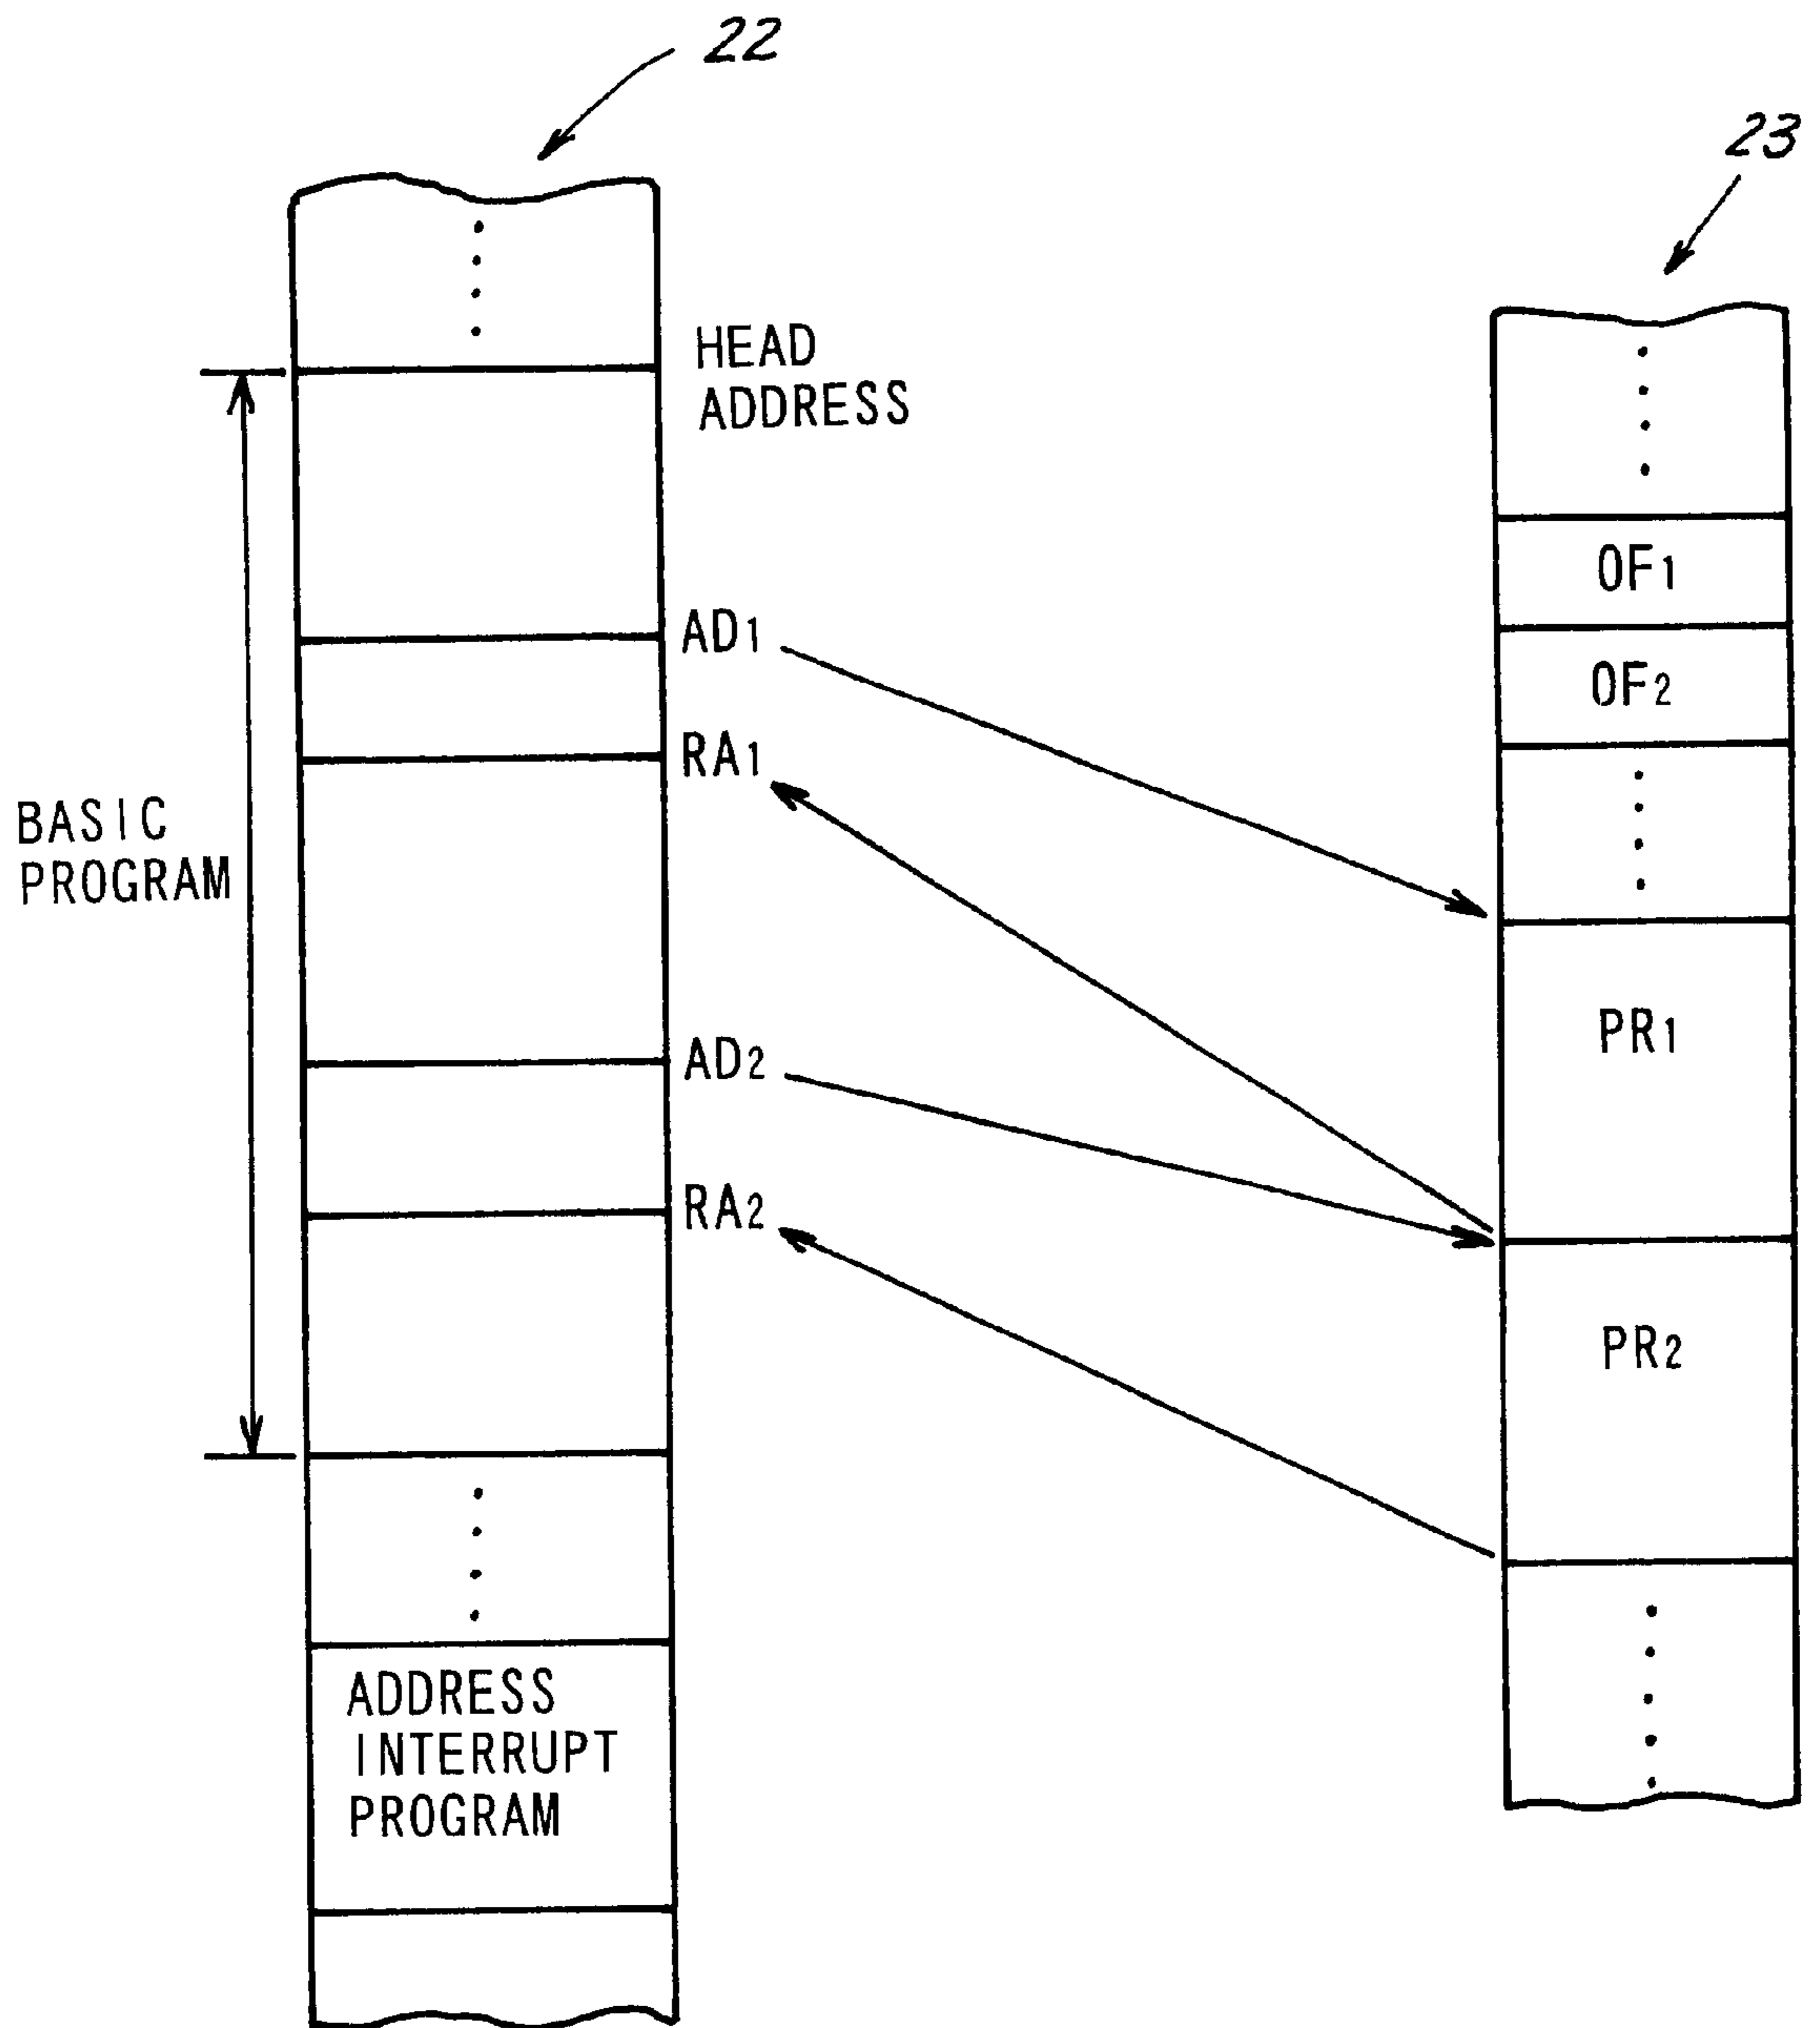 22
23
HEAD
ADDRESS
OF1
AD1
OF2
RA1
BASIC
PROGRAM
PR1
AD2
RA2
PR2
ADDRESS
INTERRUPT
PROGRAM